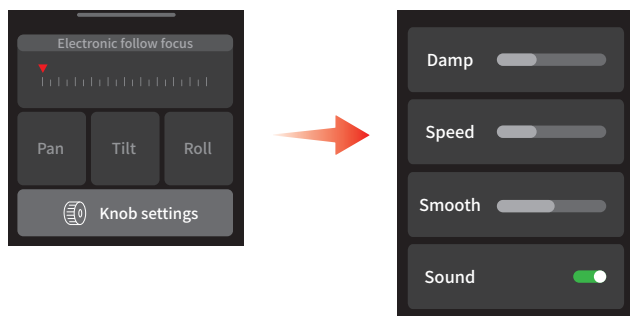 Electronic follow focus
Pan Tilt Roll
Knob settings
Damp
Speed
Smooth
Sound